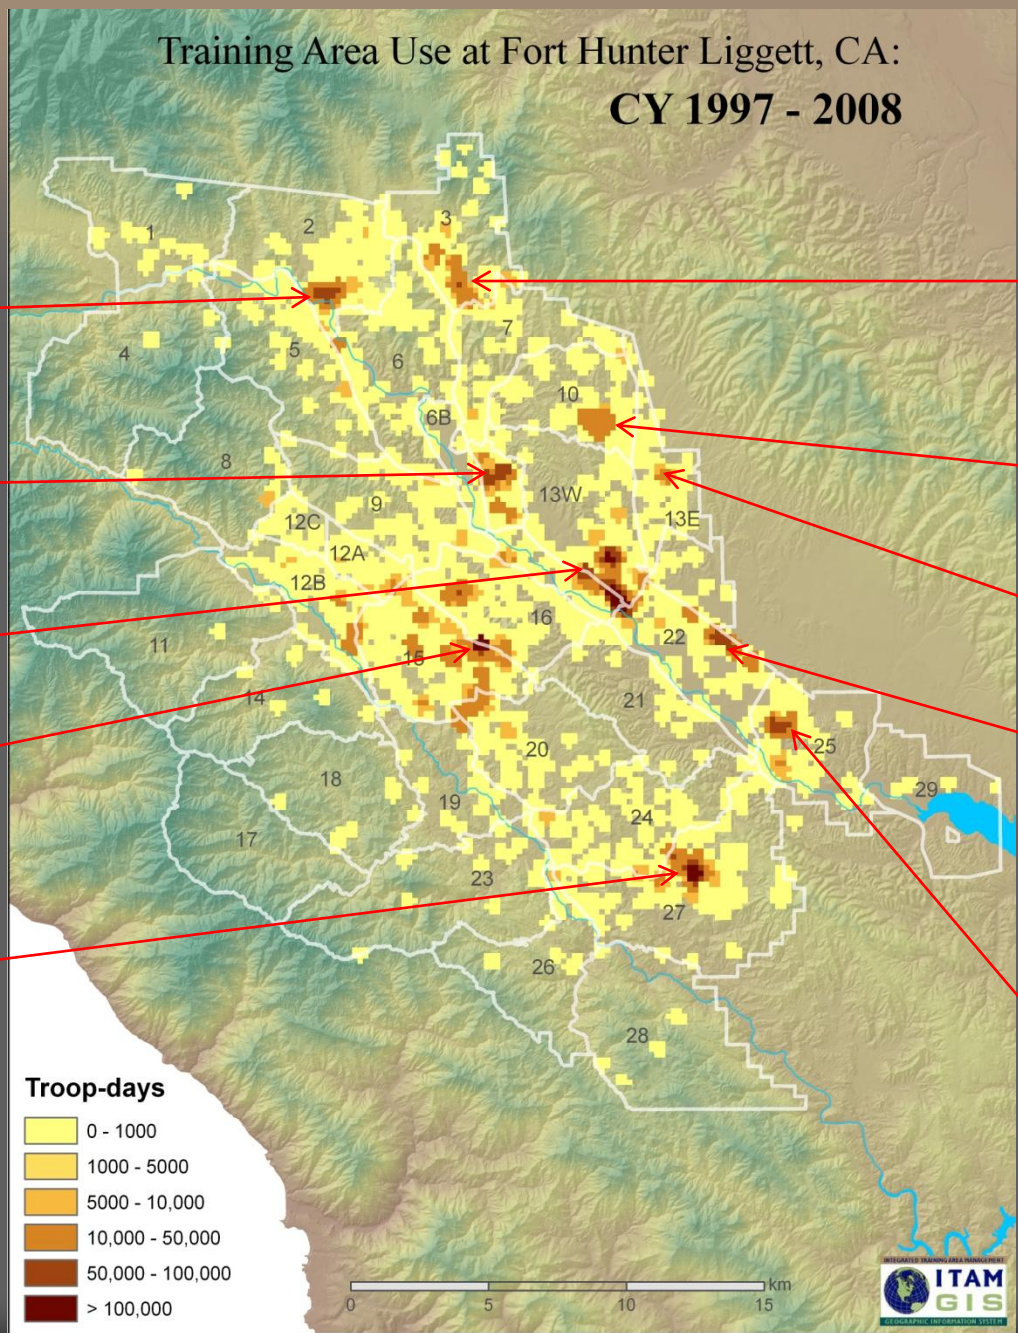 Training Area Use at Fort Hunter Liggett, CA:
CY 1997 - 2008
1
2
3
4
5
6
7
6B
10
8
9
13W
13E
12C
12A
12B
11
14
15
16
22
21
20
25
29
18
19
17
24
23
27
26
28
Troop-days
0 - 1000
1000 - 5000
5000 - 10,000
10,000 - 50,000
50,000 - 100,000
> 100,000
km
0 5 10 15
INTEGRATED TRAINING AREA MANAGEMENT
ITAM
GIS
GEOGRAPHIC INFORMATION SYSTEM